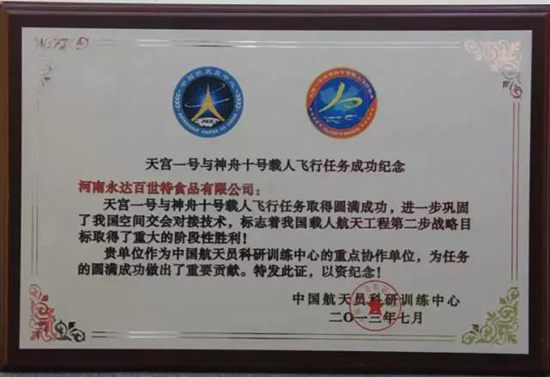 中国航天员中心
天宫一号与神舟十号载人飞行任务成功纪念
河南永达百世特食品有限公司：
天宫一号与神舟十号载人飞行任务取得圆满成功，进一步巩固
了我国空间交会对接技术，标志着我国载人航天工程第二步战略目
标取得了重大的阶段性胜利！
贵单位作为中国航天员科研训练中心的重点协作单位，为任务
的圆满成功做出了重要贡献。特发此证，以资纪念！
中国航天员科研训练中心
二〇一三年七月